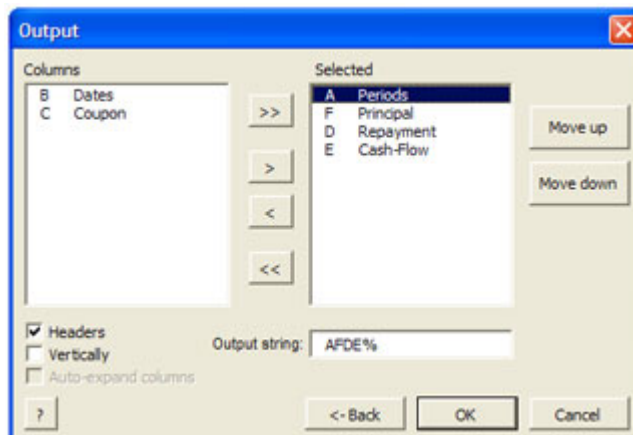 Output
Columns
Selected
B Dates
C Coupon
>>
>
<
<<
A Periods
F Principal
D Repayment
E Cash-Flow
Move up
Move down
Headers
Vertically
Auto-expand columns
Output string: AFDE%
?
<- Back
OK
Cancel